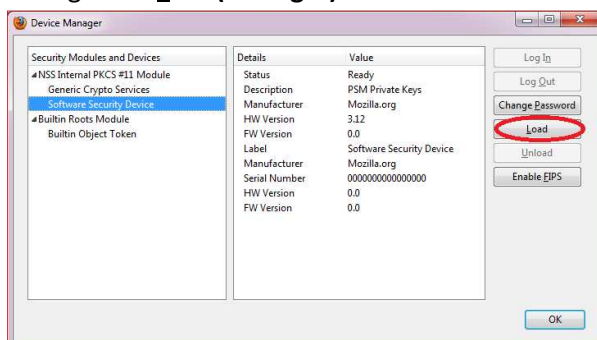 Device Manager
Security Modules and Devices
NSS Internal PKCS #11 Module
Generic Crypto Services
Software Security Device
Builtin Roots Module
Builtin Object Token
Details Value
Status Ready
Description PSM Private Keys
Manufacturer Mozilla.org
HW Version 3.12
FW Version 0.0
Label Software Security Device
Manufacturer Mozilla.org
Serial Number 0000000000000000
HW Version 0.0
FW Version 0.0
Log In
Log Out
Change Password
Load
Unload
Enable FIPS
OK